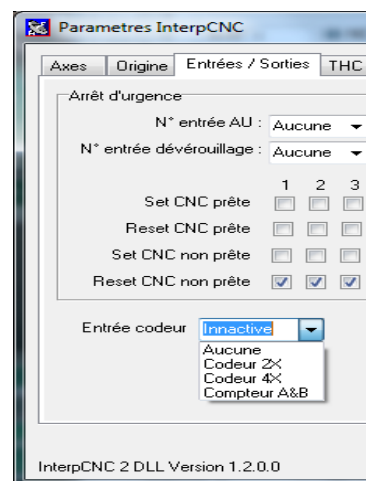 Parametres InterpCNC
Axes Origine Entrées / Sorties THC
Arrêt d'urgence
N° entrée AU : Aucune
N° entrée dévérouillage : Aucune
1 2 3
Set CNC prête
Reset CNC prête
Set CNC non prête
Reset CNC non prête
Entrée codeur Innactive
Aucune
Codeur 2X
Codeur 4X
Compteur A&B
InterpCNC 2 DLL Version 1.2.0.0